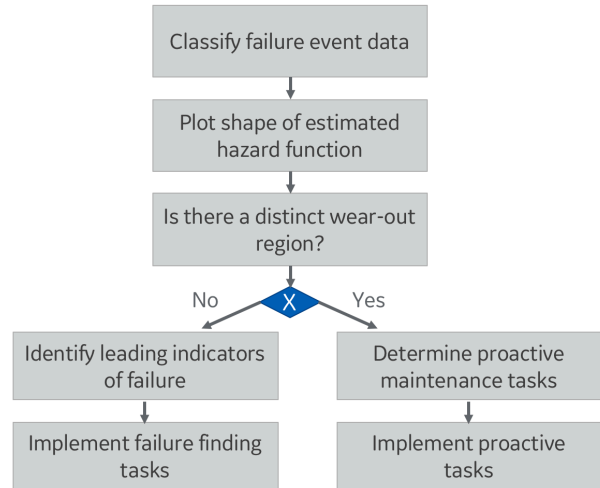 Classify failure event data
Plot shape of estimated
hazard function
Is there a distinct wear-out
region?
X
No
Yes
Identify leading indicators
of failure
Determine proactive
maintenance tasks
Implement failure finding
tasks
Implement proactive
tasks